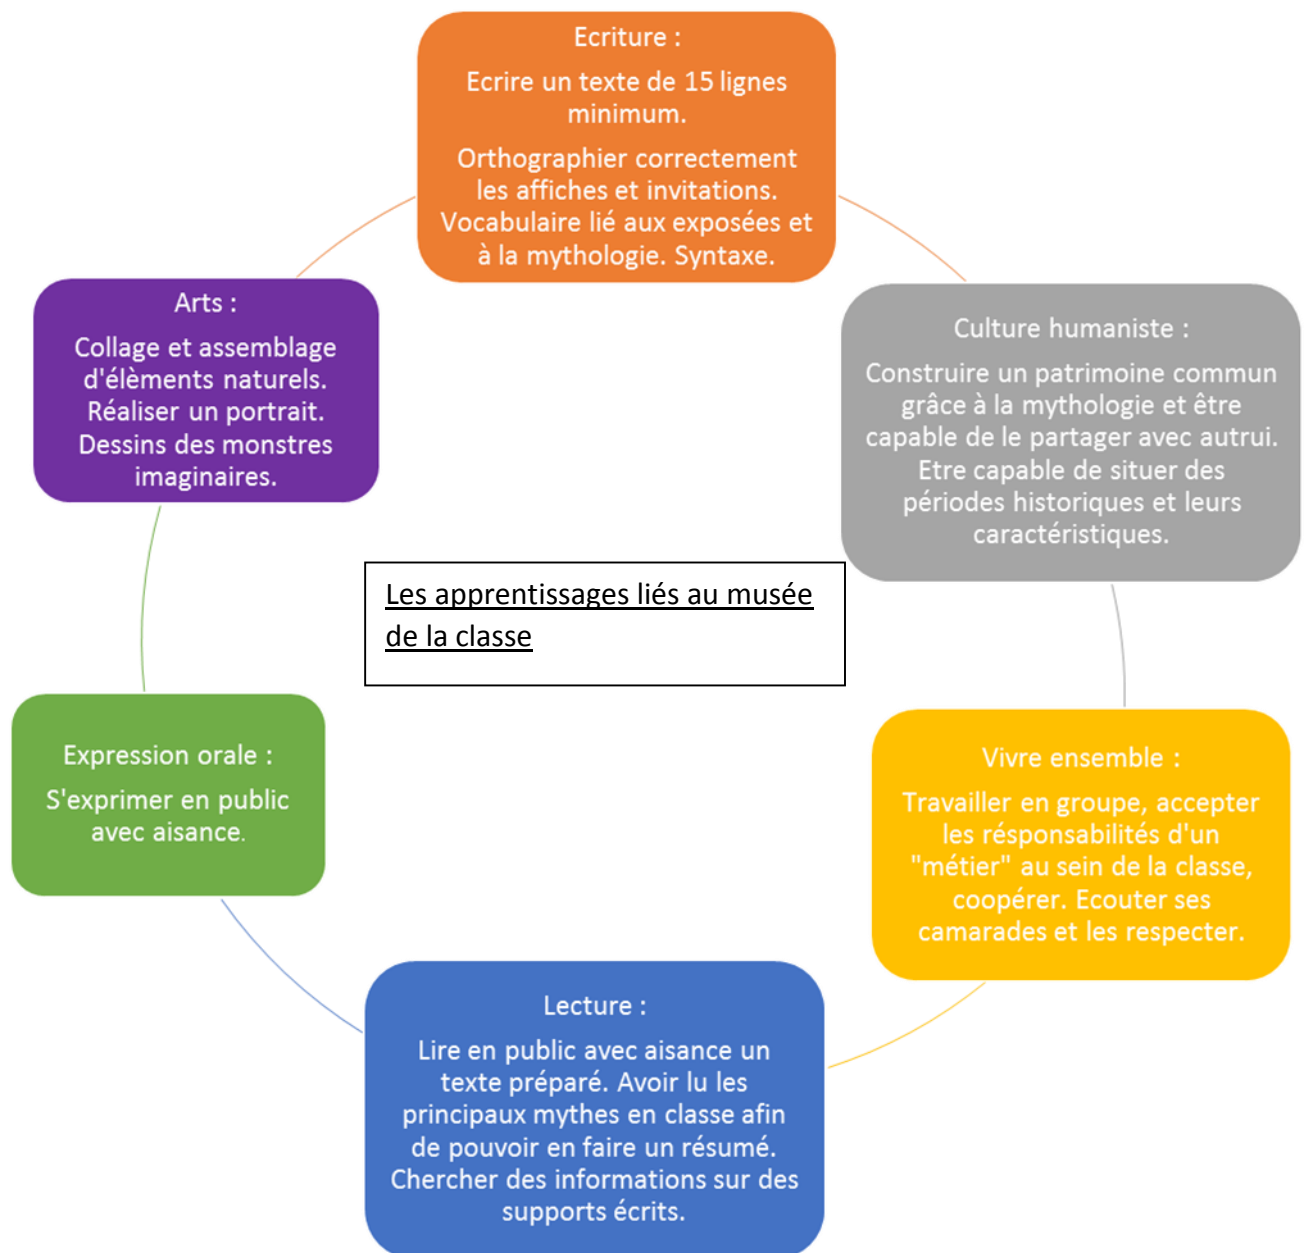 Ecriture :
Ecrire un texte de 15 lignes
minimum.
Orthographier correctement
les affiches et invitations.
Vocabulaire lié aux exposées et
à la mythologie. Syntaxe.
Arts :
Collage et assemblage
d'élèments naturels.
Réaliser un portrait.
Dessins des monstres
imaginaires.
Culture humaniste :
Construire un patrimoine commun
grâce à la mythologie et être
capable de le partager avec autrui.
Etre capable de situer des
périodes historiques et leurs
caractéristiques.
Les apprentissages liés au musée
de la classe
Expression orale :
S'exprimer en public
avec aisance.
Vivre ensemble :
Travailler en groupe, accepter
les résponsabilités d'un
"métier" au sein de la classe,
coopérer. Ecouter ses
camarades et les respecter.
Lecture :
Lire en public avec aisance un
texte préparé. Avoir lu les
principaux mythes en classe afin
de pouvoir en faire un résumé.
Chercher des informations sur des
supports écrits.